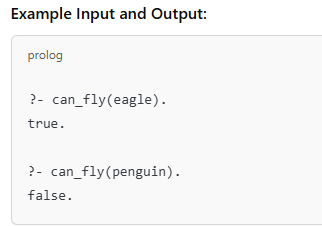 Example Input and Output:
prolog
?- can_fly(eagle).
true.
?- can_fly(penguin).
false.